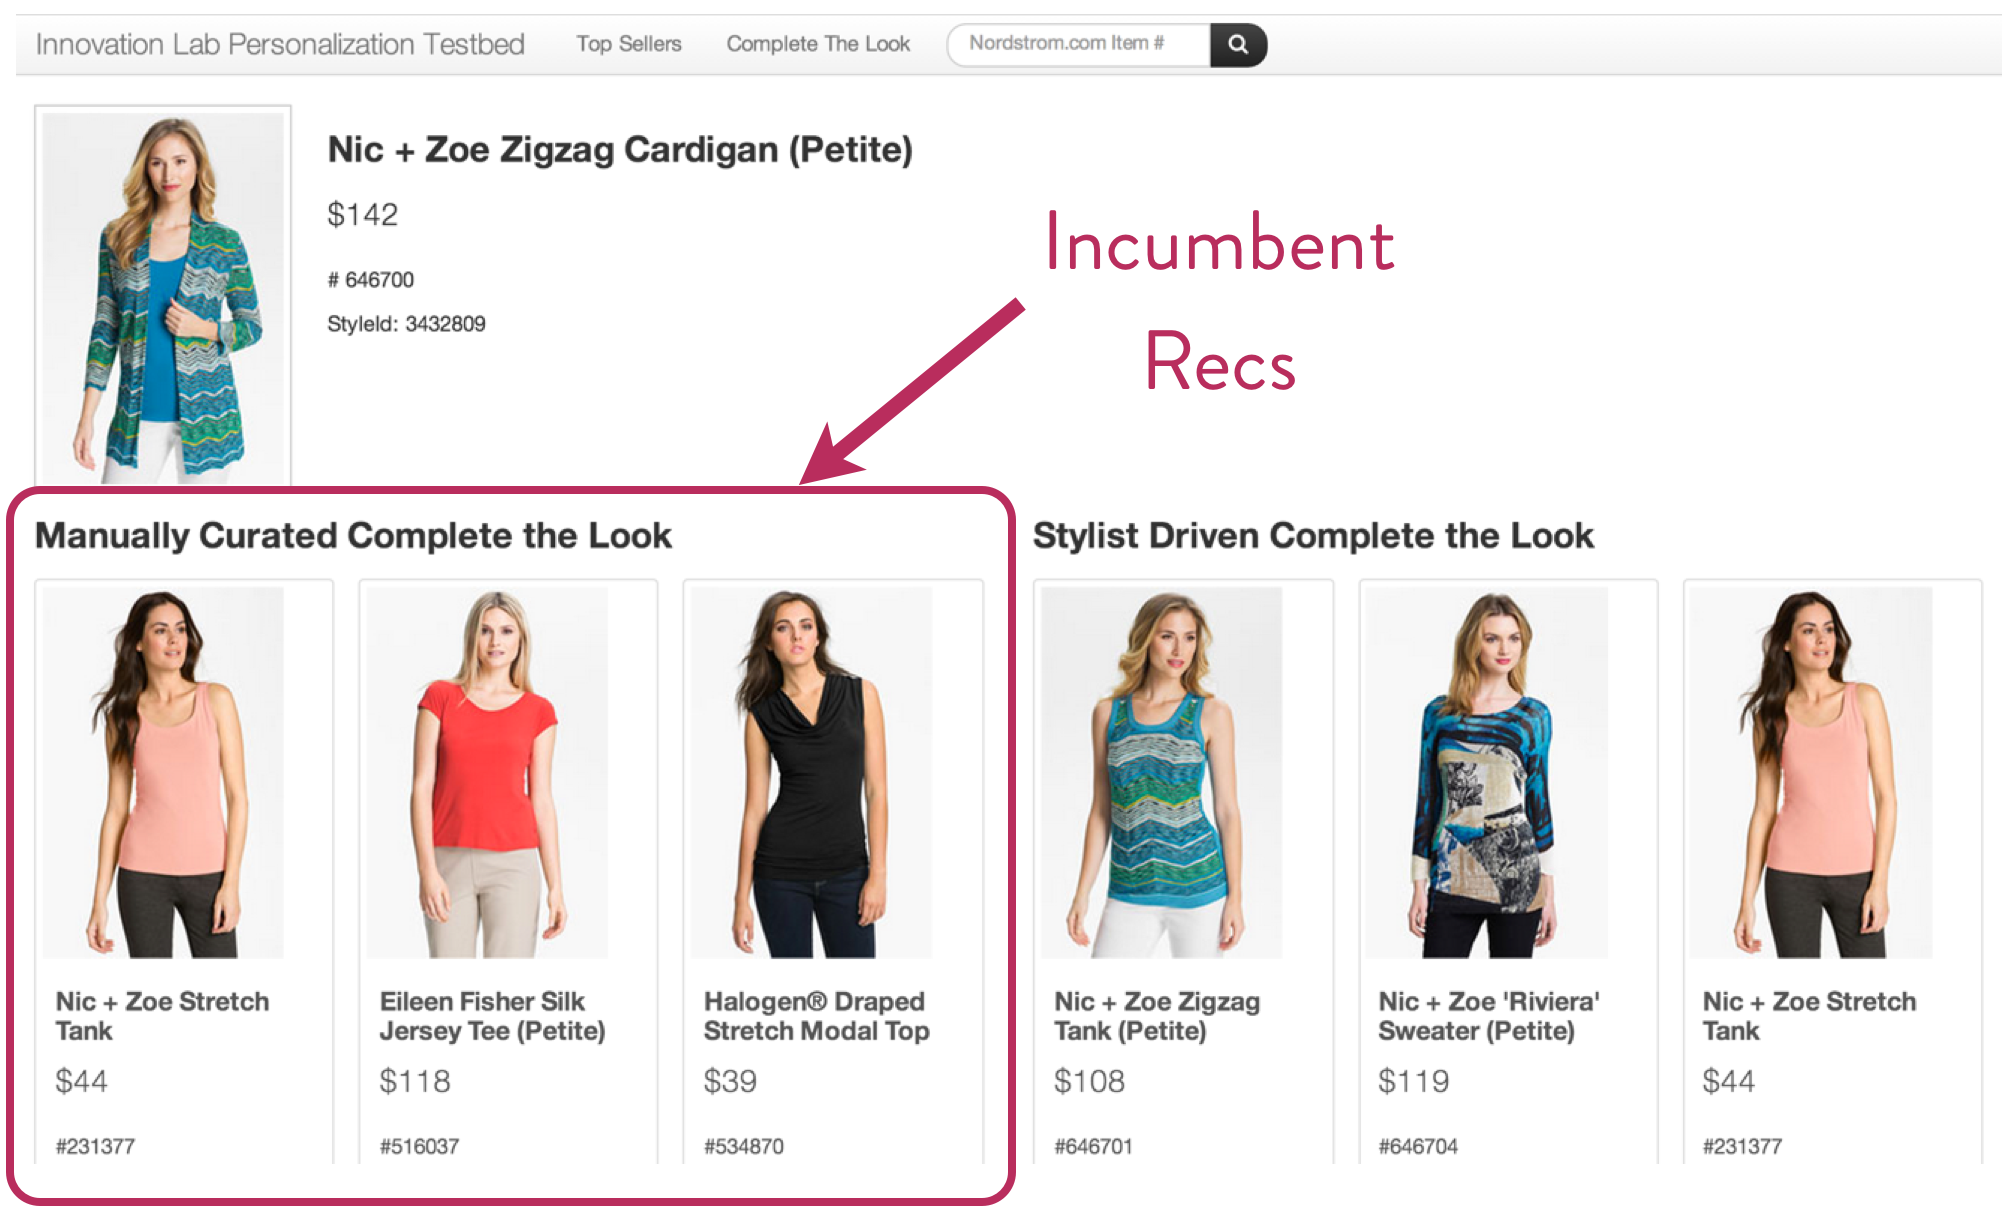 Innovation Lab Personalization Testbed
Top Sellers
Complete The Look
Nordstrom.com Item #
Nic + Zoe Zigzag Cardigan (Petite)
$142
# 646700
StyleId: 3432809
Incumbent
Recs
Manually Curated Complete the Look
Nic + Zoe Stretch
Tank
$44
#231377
Eileen Fisher Silk
Jersey Tee (Petite)
$118
#516037
Halogen® Draped
Stretch Modal Top
$39
#534870
Stylist Driven Complete the Look
Nic + Zoe Zigzag
Tank (Petite)
$108
#646701
Nic + Zoe 'Riviera'
Sweater (Petite)
$119
#646704
Nic + Zoe Stretch
Tank
$44
#231377